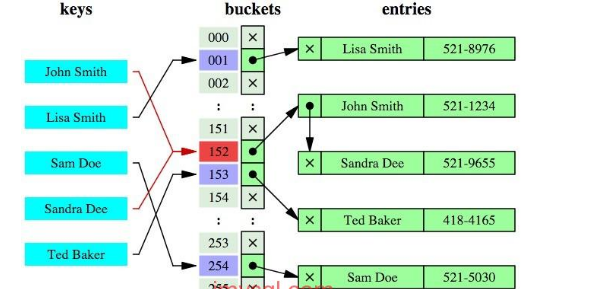 keys
buckets
entries
John Smith
Lisa Smith
Sam Doe
Sandra Dee
Ted Baker
000
001
002
: :
151
152
153
154
: :
253
254
255
Lisa Smith 521-8976
John Smith 521-1234
Sandra Dee 521-9655
Ted Baker 418-4165
Sam Doe 521-5030